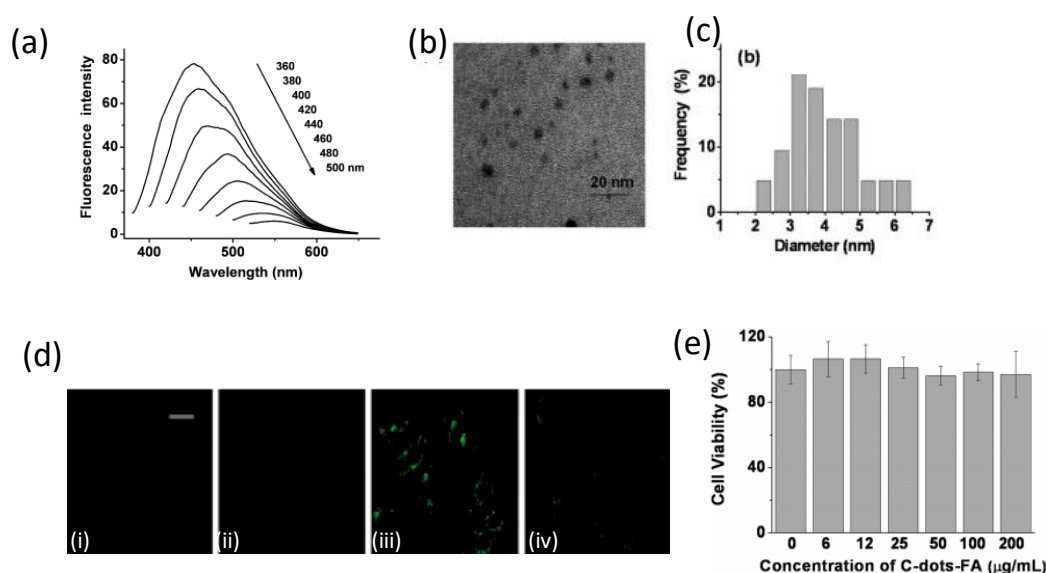 (a)
80
60
40
20
0
Fluorescence intensity
360
380
400
420
440
460
480
500 nm
400 500 600
Wavelength (nm)
(b)
20 nm
(c)
(b)
20
10
0
Frequency (%)
1 2 3 4 5 6 7
Diameter (nm)
(d)
(i) (ii) (iii) (iv)
(e)
120
80
40
0
Cell Viability (%)
0 6 12 25 50 100 200
Concentration of C-dots-FA (μg/mL)